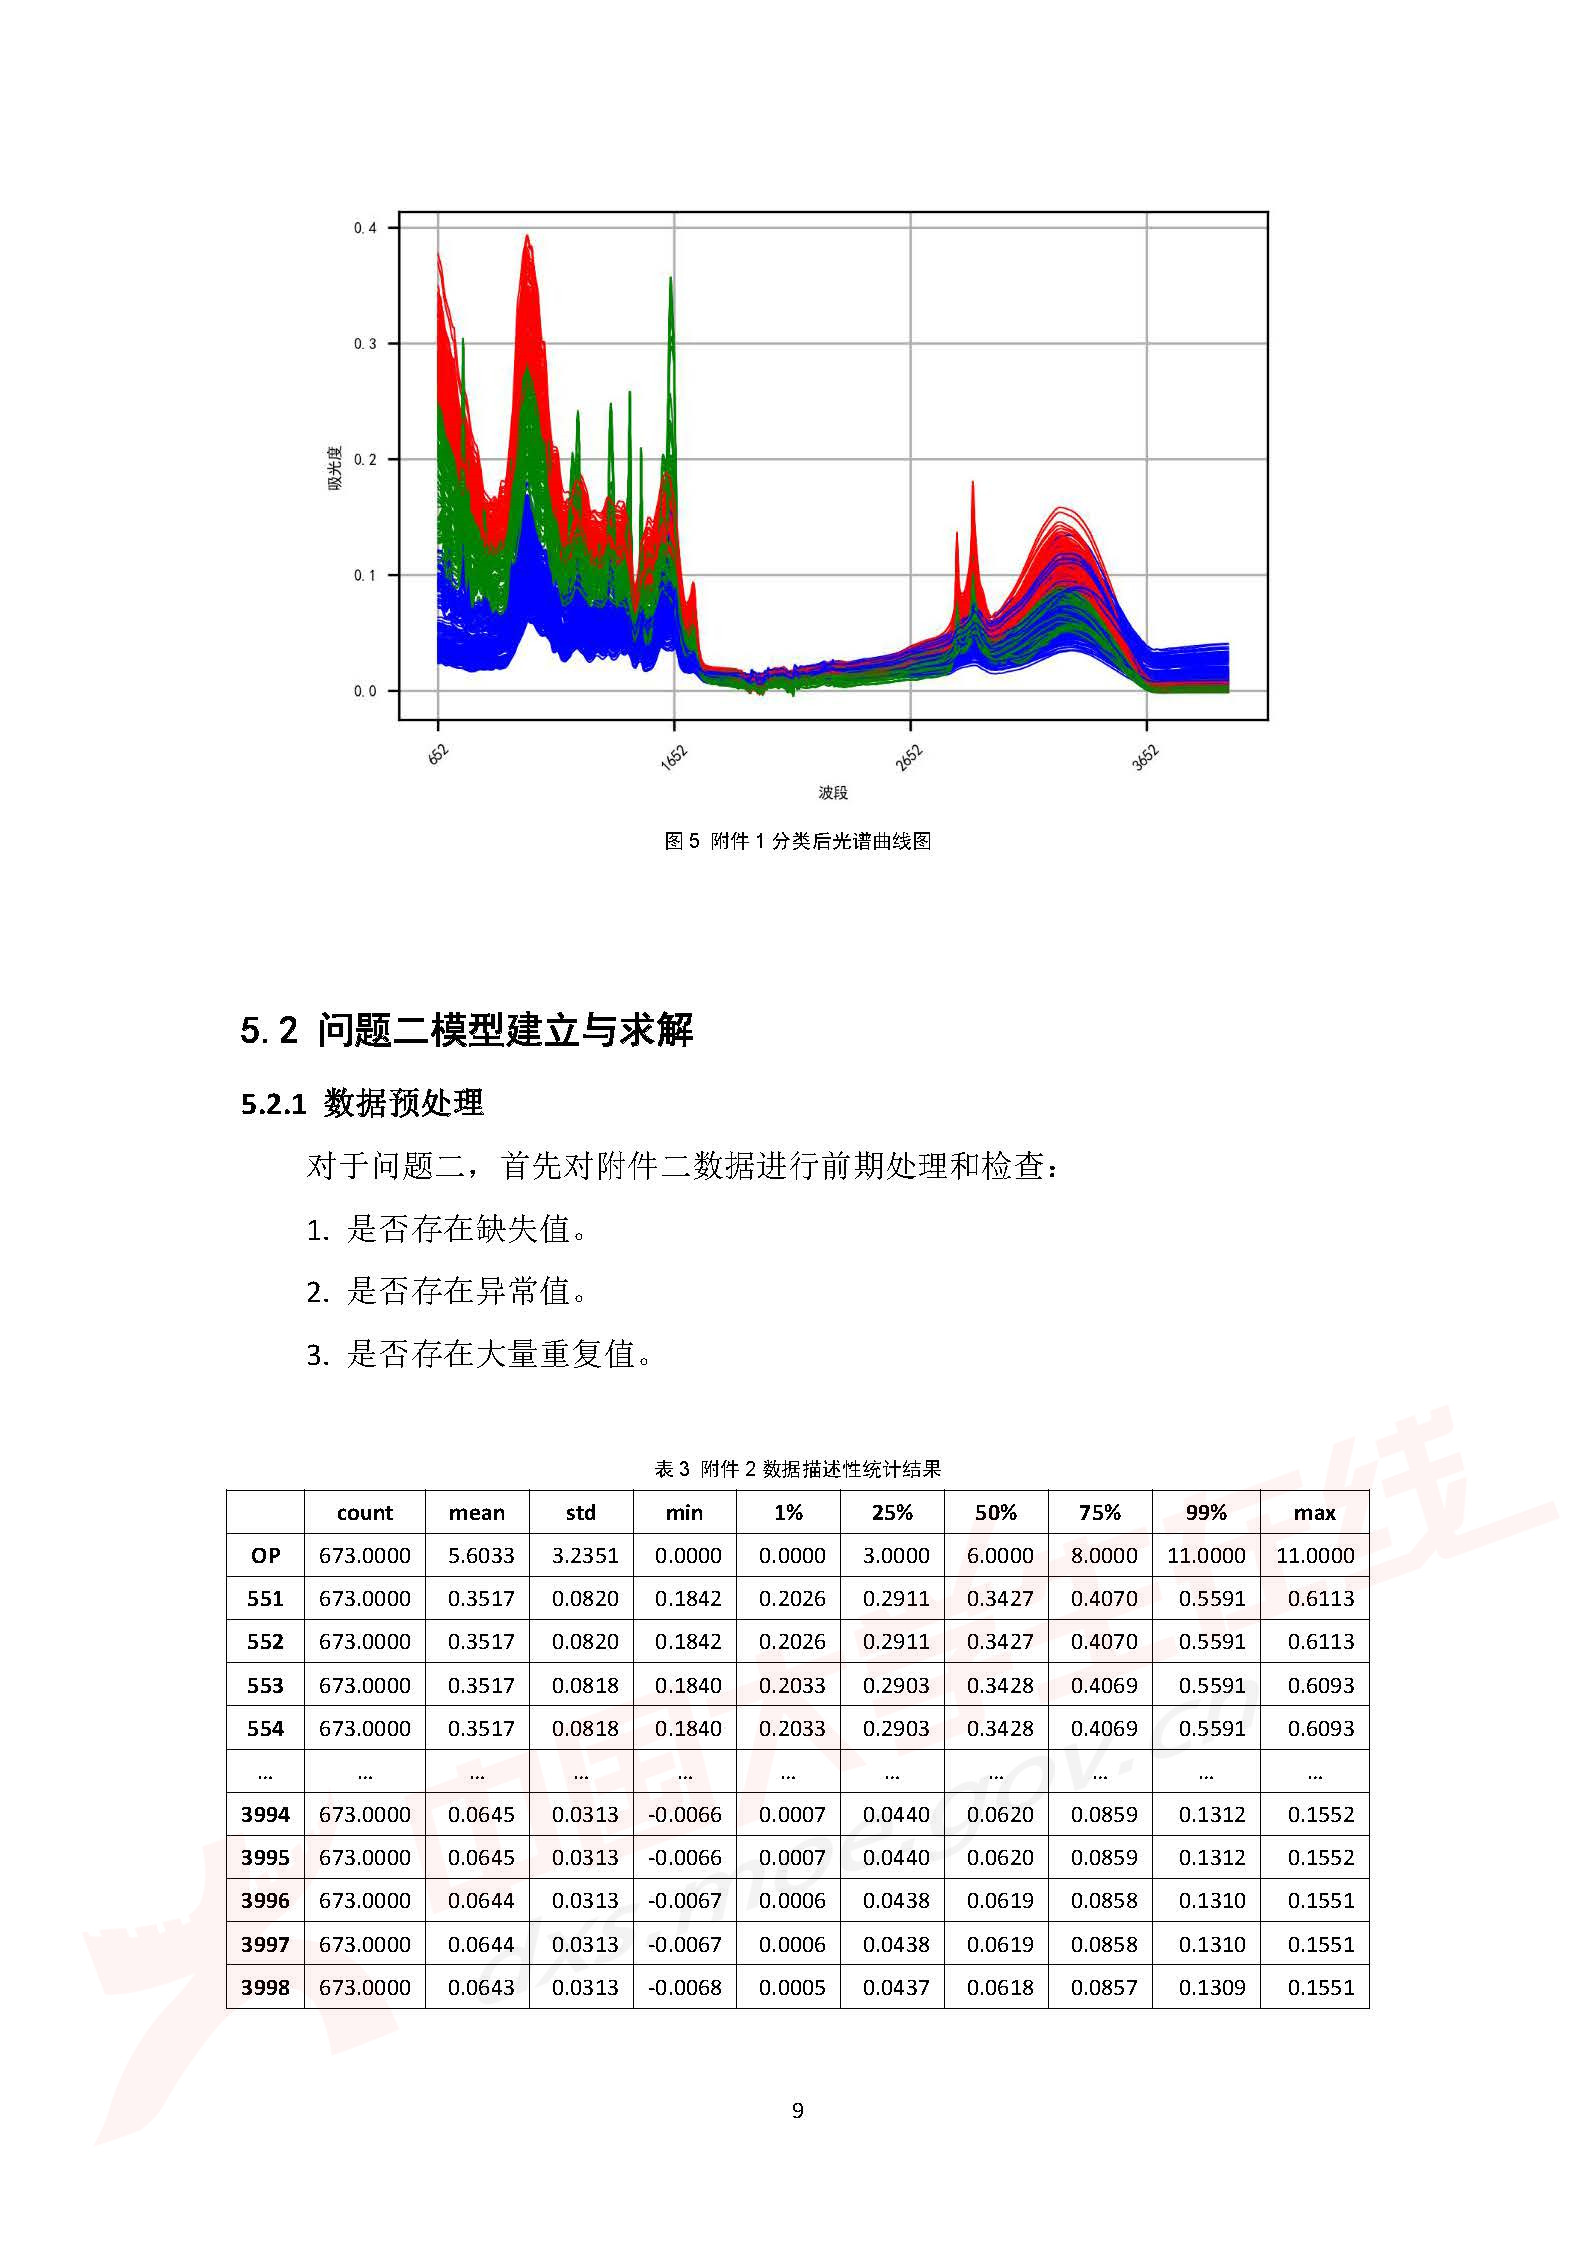 0.4
0.3
0.2
0.1
0.0
吸光度
652 1652 2652 3652
波段
图 5 附件 1 分类后光谱曲线图
5.2 问题二模型建立与求解
5.2.1 数据预处理
对于问题二，首先对附件二数据进行前期处理和检查：
1. 是否存在缺失值。
2. 是否存在异常值。
3. 是否存在大量重复值。
表 3 附件 2 数据描述性统计结果
count mean std min 1% 25% 50% 75% 99% max
OP 673.0000 5.6033 3.2351 0.0000 0.0000 3.0000 6.0000 8.0000 11.0000 11.0000
551 673.0000 0.3517 0.0820 0.1842 0.2026 0.2911 0.3427 0.4070 0.5591 0.6113
552 673.0000 0.3517 0.0820 0.1842 0.2026 0.2911 0.3427 0.4070 0.5591 0.6113
553 673.0000 0.3517 0.0818 0.1840 0.2033 0.2903 0.3428 0.4069 0.5591 0.6093
554 673.0000 0.3517 0.0818 0.1840 0.2033 0.2903 0.3428 0.4069 0.5591 0.6093
… … … … … … … … … … …
3994 673.0000 0.0645 0.0313 -0.0066 0.0007 0.0440 0.0620 0.0859 0.1312 0.1552
3995 673.0000 0.0645 0.0313 -0.0066 0.0007 0.0440 0.0620 0.0859 0.1312 0.1552
3996 673.0000 0.0644 0.0313 -0.0067 0.0006 0.0438 0.0619 0.0858 0.1310 0.1551
3997 673.0000 0.0644 0.0313 -0.0067 0.0006 0.0438 0.0619 0.0858 0.1310 0.1551
3998 673.0000 0.0643 0.0313 -0.0068 0.0005 0.0437 0.0618 0.0857 0.1309 0.1551
中国大学生在线
dxs.moe.gov.cn
9